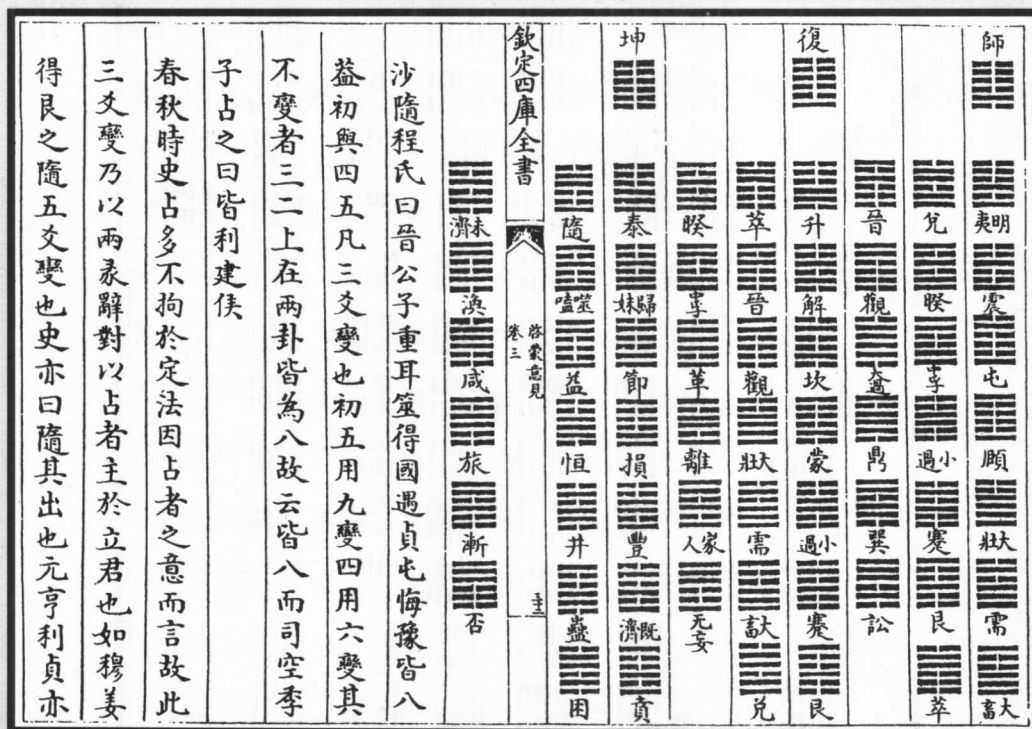 師
明夷 震 屯 頤 大壯 需 大畜
兌 睽 中孚 小過 蹇 艮 萃
晉 觀 大過 鼎 巽 訟
復
升 解 坎 蒙 小過 蹇 艮
萃 晉 觀 大壯 需 大畜 兌
睽 中孚 革 離 家人 无妄
坤
泰 歸妹 節 損 豐 既濟 賁
隨 噬嗑 益 恒 井 蠱 困
欽定四庫全書
啓蒙意見
卷三
三十二
未濟 渙 咸 旅 漸 否
沙隨程氏曰晉公子重耳筮得國遇貞屯悔豫皆八
蓋初與四五凡三爻變也初五用九變四用六變其
不變者三二上在兩卦皆為八故云皆八而司空季
子占之曰皆利建侯
春秋時史占多不拘於定法因占者之意而言故此
三爻變乃以兩彖辭對以占者主於立君也如穆姜
得艮之隨五爻變也史亦曰隨其出也元亨利貞亦